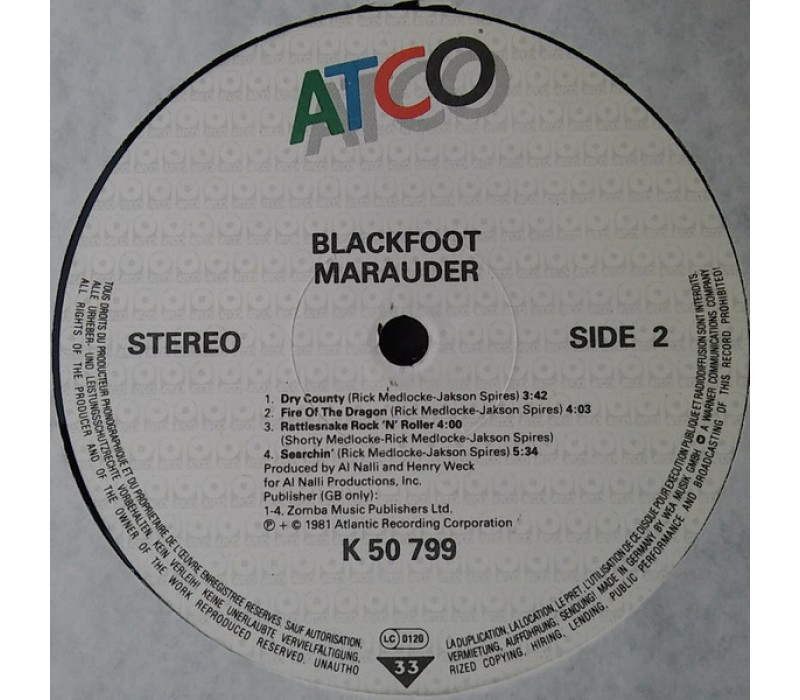 ATCO
BLACKFOOT
MARAUDER
STEREO
SIDE 2
1. Dry County (Rick Medlocke-Jakson Spires) 3:42
2. Fire Of The Dragon (Rick Medlocke-Jakson Spires) 4:03
3. Rattlesnake Rock 'N' Roller 4:00
(Shorty Medlocke-Rick Medlocke-Jakson Spires)
4. Searchin' (Rick Medlocke-Jakson Spires) 5:34
Produced by Al Nalli and Henry Weck
for Al Nalli Productions, Inc.
Publisher (GB only):
1-4. Zomba Music Publishers Ltd.
℗ + © 1981 Atlantic Recording Corporation
K 50 799
TOUS DROITS DU PRODUCTEUR PHONOGRAPHIQUE ET DU PROPRIETAIRE DE L'ŒUVRE ENREGISTREE RESERVES. SAUF AUTORISATION, LA DUPLICATION, LA LOCATION, LE PRET, L'UTILISATION DE CE DISQUE POUR EXECUTION PUBLIQUE ET RADIODIFFUSION SONT INTERDITS.
ALLE URHEBER- UND LEISTUNGSSCHUTZRECHTE VORBEHALTEN. KEIN VERLEIH! KEINE UNERLAUBTE VERVIELFÄLTIGUNG, VERMIETUNG, AUFFÜHRUNG, SENDUNG! MADE IN GERMANY BY WEA MUSIK GMBH A WARNER COMMUNICATIONS COMPANY
ALL RIGHTS OF THE PRODUCER AND OF THE OWNER OF THE WORK REPRODUCED RESERVED. UNAUTHORIZED COPYING, HIRING, LENDING, PUBLIC PERFORMANCE AND BROADCASTING OF THIS RECORD PROHIBITED!
LC 0120
33